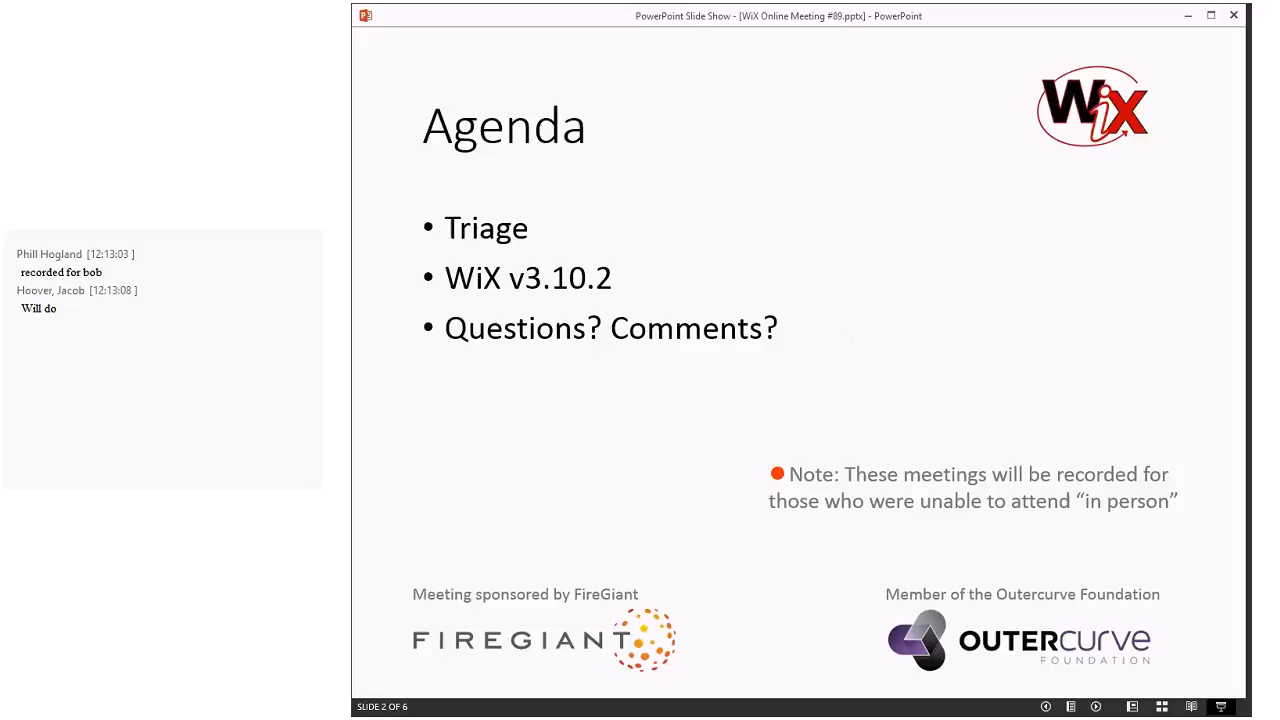 PowerPoint Slide Show - [WiX Online Meeting #89.pptx] - PowerPoint
Phill Hogland [12:13:03 ]
recorded for bob
Hoover, Jacob [12:13:08 ]
Will do
WiX
Agenda
• Triage
• WiX v3.10.2
• Questions? Comments?
Note: These meetings will be recorded for
those who were unable to attend “in person”
Meeting sponsored by FireGiant
FIREGIANT
Member of the Outercurve Foundation
OUTERCURVE
FOUNDATION
SLIDE 2 OF 6